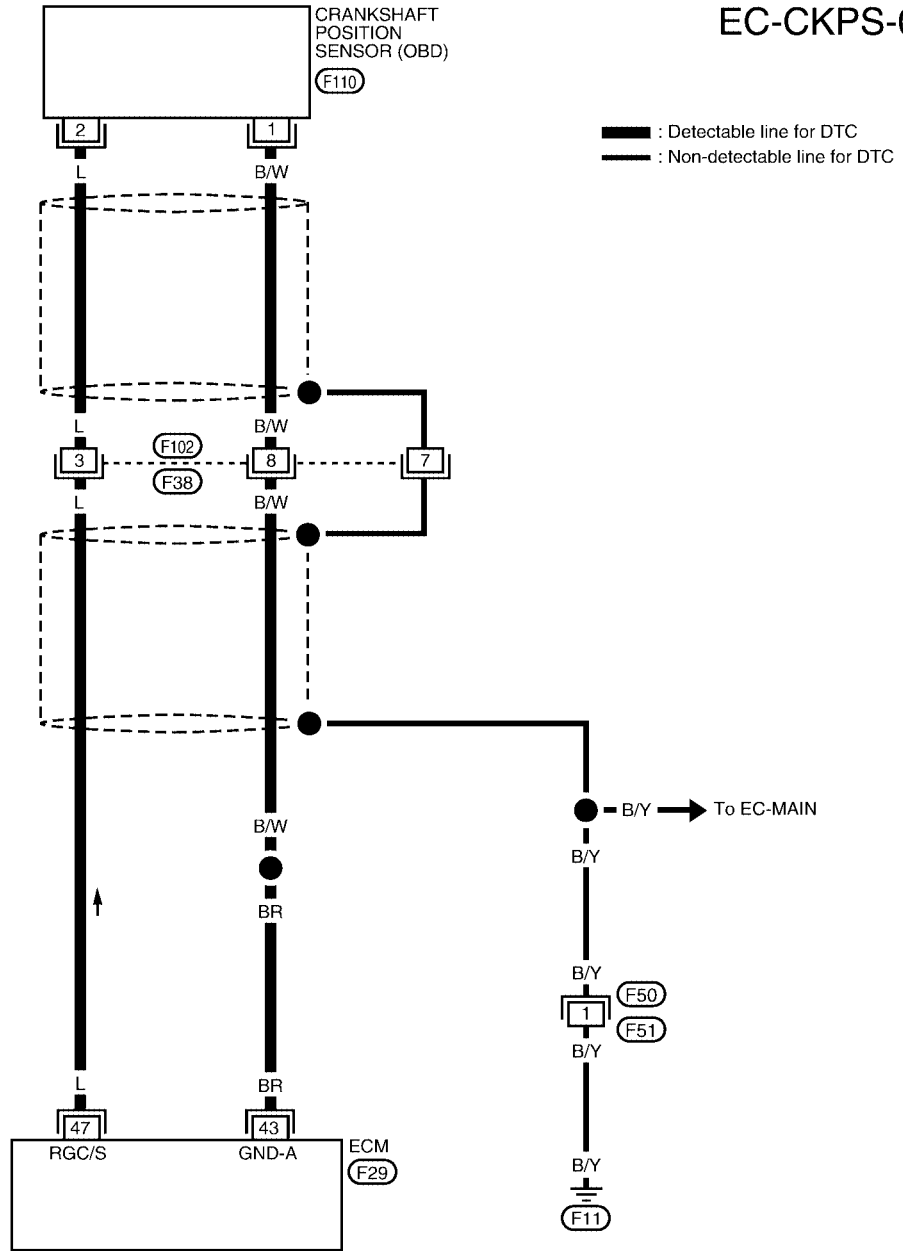 EC-CKPS-6
CRANKSHAFT
POSITION
SENSOR (OBD)
F110
2 1
: Detectable line for DTC
: Non-detectable line for DTC
L B/W
L B/W
3 F102 8 7
F38
L B/W
B/W
B/Y To EC-MAIN
B/Y
BR
B/Y
F50
1
F51
B/Y
L BR
47 43
RGC/S GND-A
ECM
F29
B/Y
F11